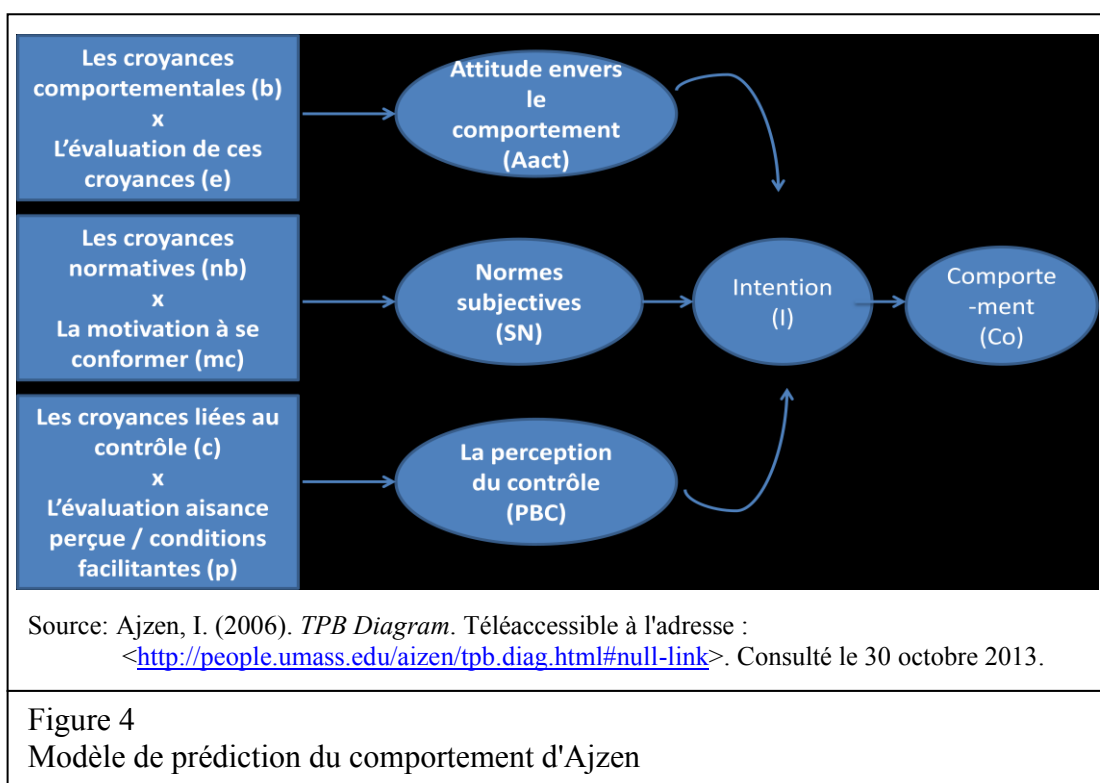 Les croyances
comportementales (b)
x
L'évaluation de ces
croyances (e)
Attitude envers
le
comportement
(Aact)
Les croyances
normatives (nb)
x
La motivation à se
conformer (mc)
Normes
subjectives
(SN)
Intention
(I)
Comporte
-ment
(Co)
Les croyances liées au
contrôle (c)
x
L'évaluation aisance
perçue / conditions
facilitantes (p)
La perception
du contrôle
(PBC)
Source: Ajzen, I. (2006). TPB Diagram. Téléaccessible à l'adresse :
<http://people.umass.edu/aizen/tpb.diag.html#null-link>. Consulté le 30 octobre 2013.
Figure 4
Modèle de prédiction du comportement d'Ajzen